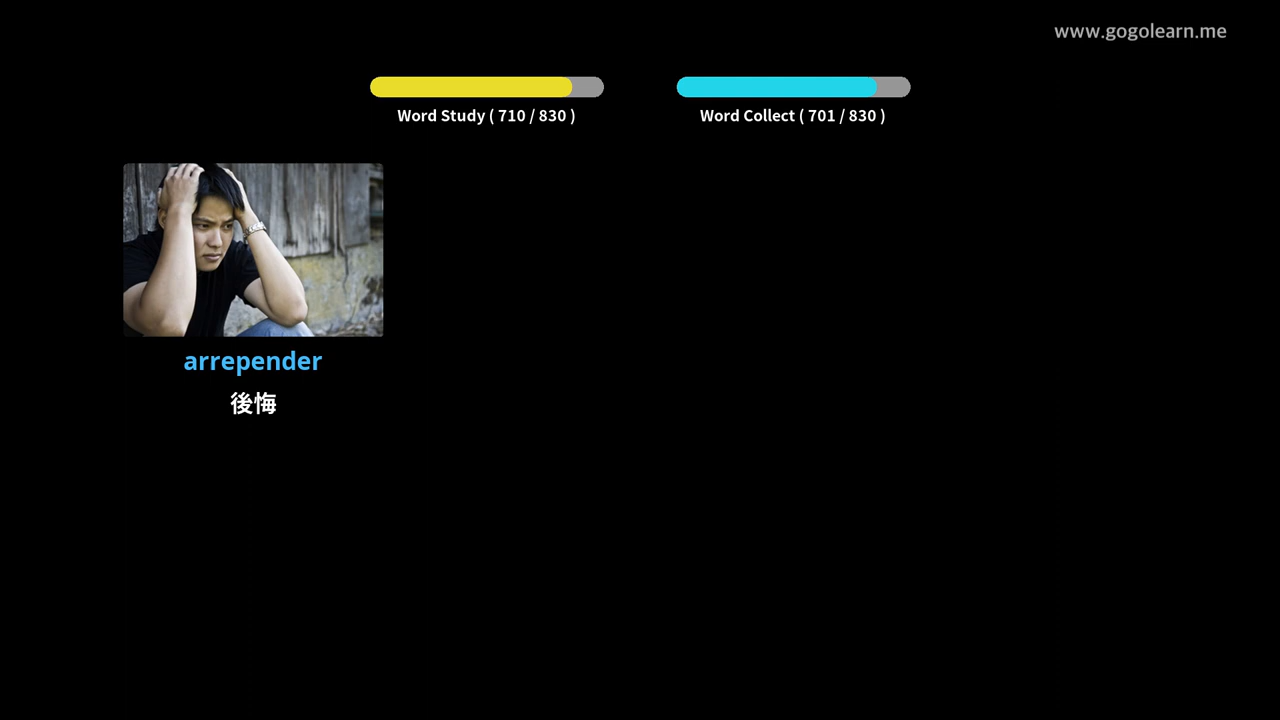 www.gogolearn.me
Word Study ( 710 / 830 )
Word Collect ( 701 / 830 )
arrepender
後悔